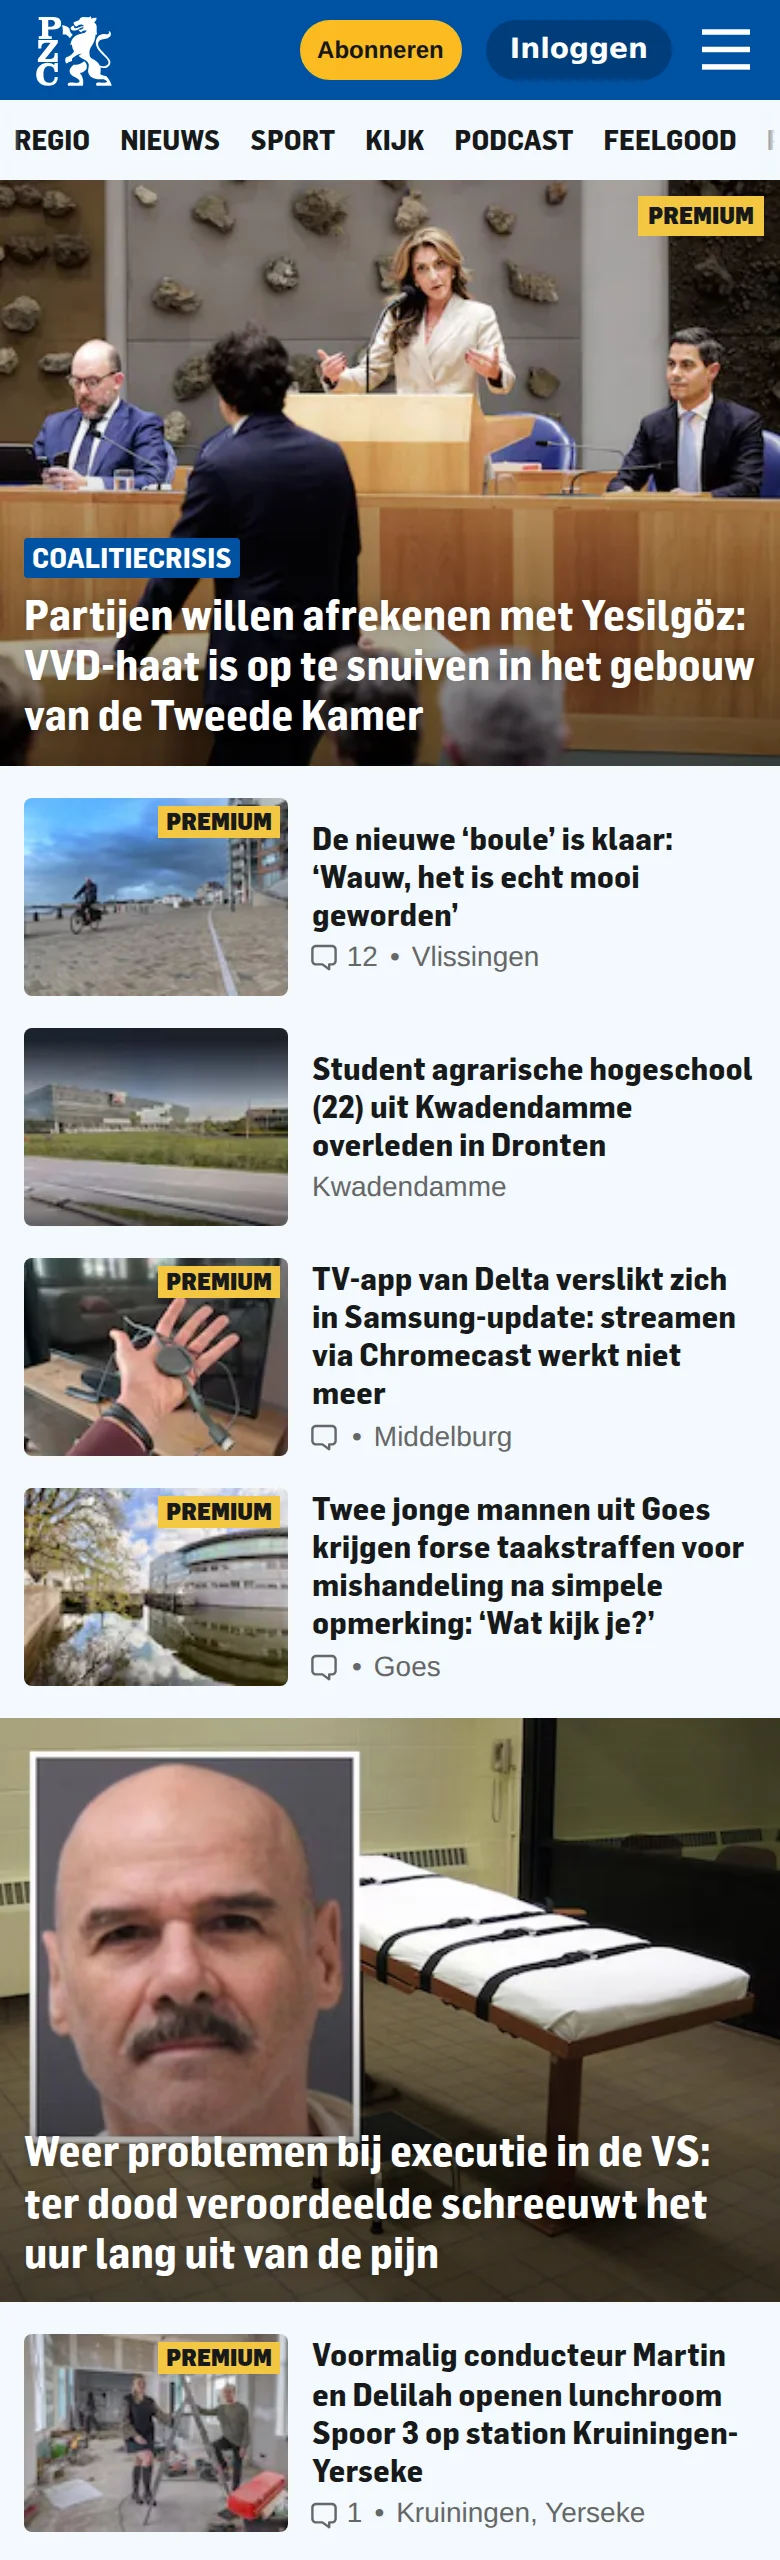 PZC
Abonneren
Inloggen
REGIO NIEUWS SPORT KIJK PODCAST FEELGOOD
PREMIUM
COALITIECRISIS
Partijen willen afrekenen met Yesilgöz:
VVD-haat is op te snuiven in het gebouw
van de Tweede Kamer
PREMIUM
De nieuwe ‘boule’ is klaar:
‘Wauw, het is echt mooi
geworden’
12 • Vlissingen
Student agrarische hogeschool
(22) uit Kwadendamme
overleden in Dronten
Kwadendamme
PREMIUM
TV-app van Delta verslikt zich
in Samsung-update: streamen
via Chromecast werkt niet
meer
• Middelburg
PREMIUM
Twee jonge mannen uit Goes
krijgen forse taakstraffen voor
mishandeling na simpele
opmerking: ‘Wat kijk je?’
• Goes
Weer problemen bij executie in de VS:
ter dood veroordeelde schreeuwt het
uur lang uit van de pijn
PREMIUM
Voormalig conducteur Martin
en Delilah openen lunchroom
Spoor 3 op station Kruiningen-
Yerseke
1 • Kruiningen, Yerseke